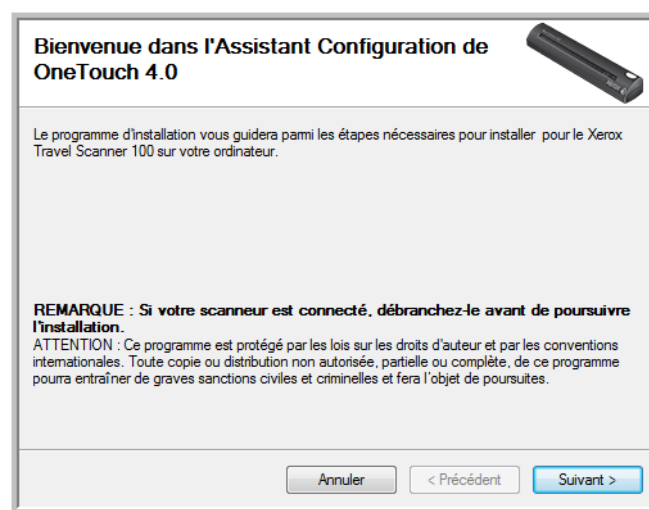 Bienvenue dans l'Assistant Configuration de
OneTouch 4.0
Le programme d'installation vous guidera parmi les étapes nécessaires pour installer pour le Xerox
Travel Scanner 100 sur votre ordinateur.
REMARQUE : Si votre scanneur est connecté, débranchez-le avant de poursuivre
l'installation.
ATTENTION : Ce programme est protégé par les lois sur les droits d'auteur et par les conventions
internationales. Toute copie ou distribution non autorisée, partielle ou complète, de ce programme
pourra entraîner de graves sanctions civiles et criminelles et fera l'objet de poursuites.
Annuler
< Précédent
Suivant >